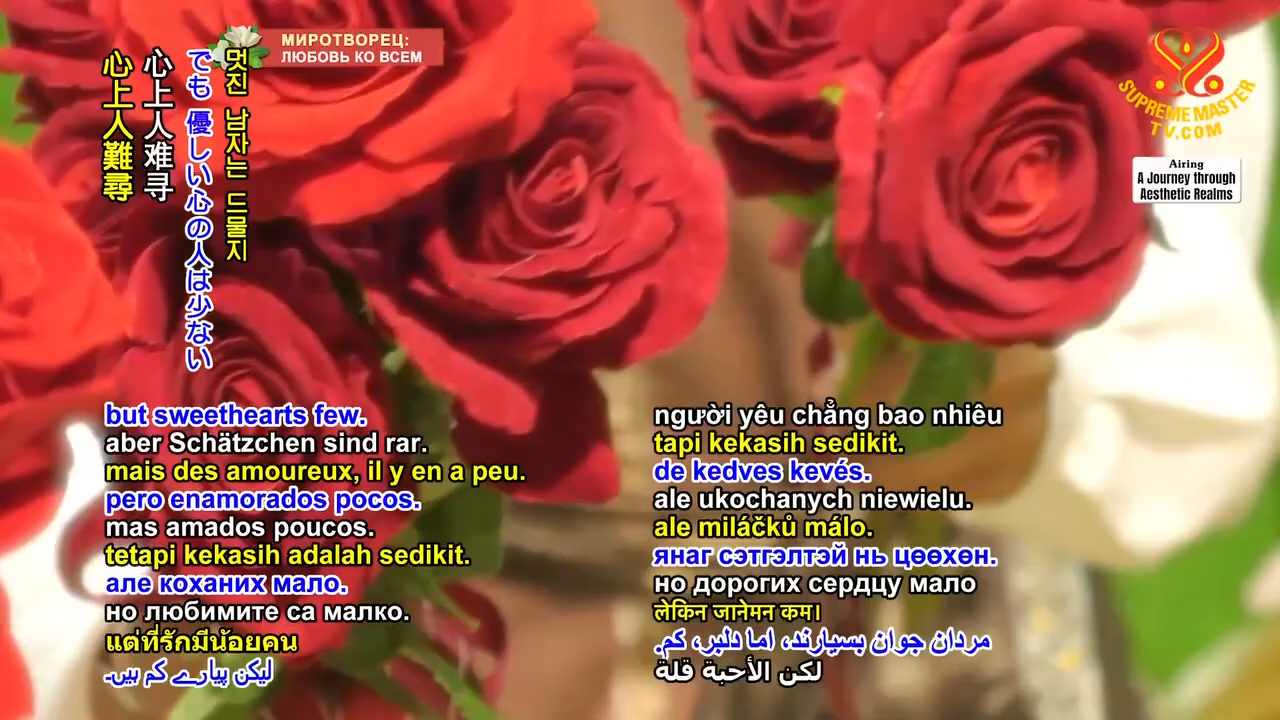 МИРОТВОРЕЦ:
ЛЮБОВЬ КО ВСЕМ
SUPREME MASTER
TV.COM
Airing
A Journey through
Aesthetic Realms
멋진 남자는 드물지
でも 優しい心の人は少ない
心上人难寻
心上人難尋
but sweethearts few.
aber Schätzchen sind rar.
mais des amoureux, il y en a peu.
pero enamorados pocos.
mas amados poucos.
tetapi kekasih adalah sedikit.
але коханих мало.
но любимите са малко.
แต่ที่รักมีน้อยคน
لیکن پیارے کم ہیں۔
người yêu chẳng bao nhiêu
tapi kekasih sedikit.
de kedves kevés.
ale ukochanych niewielu.
ale miláčků málo.
янаг сэтгэлтэй нь цөөхөн.
но дорогих сердцу мало
लेकिन जानेमन कम।
مردان جوان بسیارند، اما دلبر، کم.
لكن الأحبة قلة